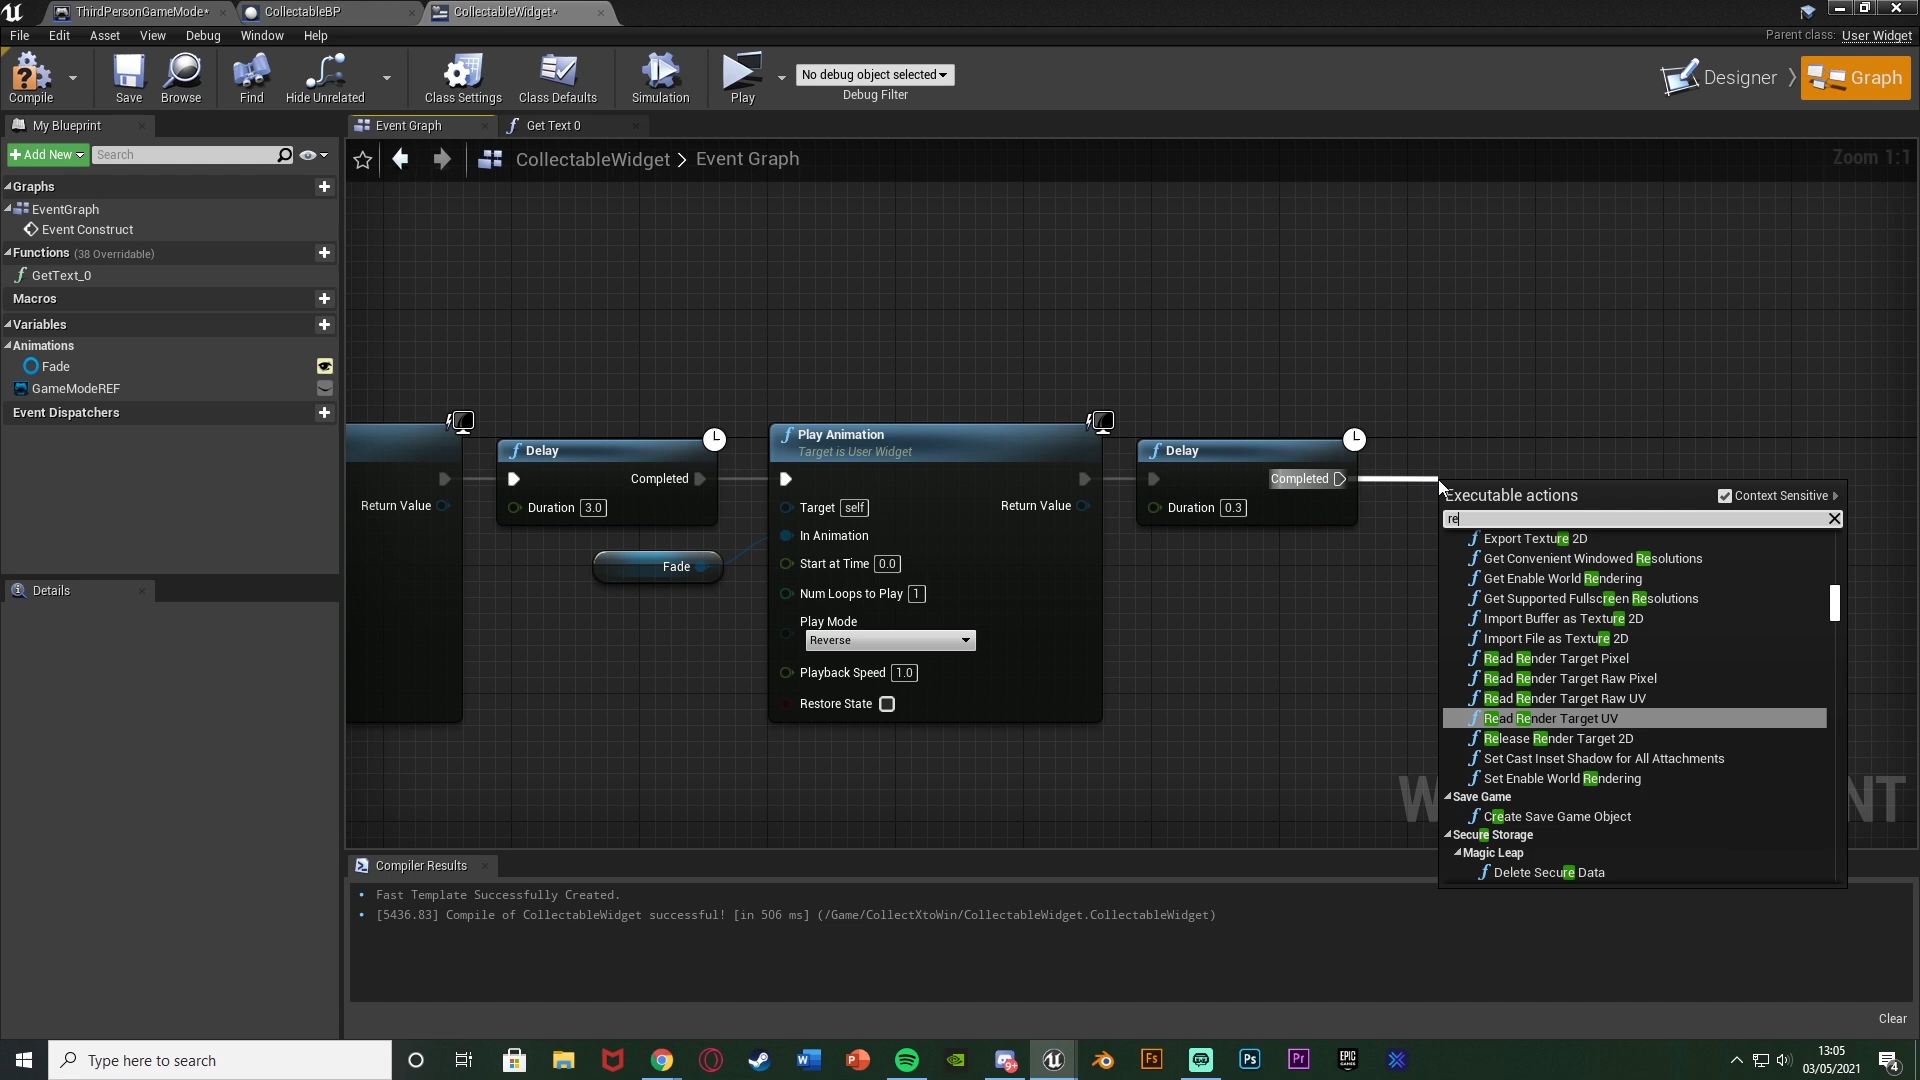 ThirdPersonGameMode*
CollectableBP
CollectableWidget*
File Edit Asset View Debug Window Help
Parent class: User Widget
Compile
Save
Browse
Find
Hide Unrelated
Class Settings
Class Defaults
Simulation
Play
No debug object selected
Debug Filter
Designer
Graph
My Blueprint
Event Graph
Get Text 0
Add New
Search
CollectableWidget > Event Graph
Zoom 1:1
Graphs
EventGraph
Event Construct
Functions (38 Overridable)
GetText_0
Macros
Variables
Animations
Fade
GameModeREF
Event Dispatchers
Details
Return Value
Delay
Completed
Duration 3.0
Fade
Play Animation
Target is User Widget
Target self
Return Value
In Animation
Start at Time 0.0
Num Loops to Play 1
Play Mode
Reverse
Playback Speed 1.0
Restore State
Delay
Completed
Duration 0.3
Executable actions
Context Sensitive
re
Export Texture 2D
Get Convenient Windowed Resolutions
Get Enable World Rendering
Get Supported Fullscreen Resolutions
Import Buffer as Texture 2D
Import File as Texture 2D
Read Render Target Pixel
Read Render Target Raw Pixel
Read Render Target Raw UV
Read Render Target UV
Release Render Target 2D
Set Cast Inset Shadow for All Attachments
Set Enable World Rendering
Save Game
Create Save Game Object
Secure Storage
Magic Leap
Delete Secure Data
Compiler Results
• Fast Template Successfully Created.
• [5436.83] Compile of CollectableWidget successful! [in 506 ms] (/Game/CollectXtoWin/CollectableWidget.CollectableWidget)
Clear
Type here to search
13:05
03/05/2021